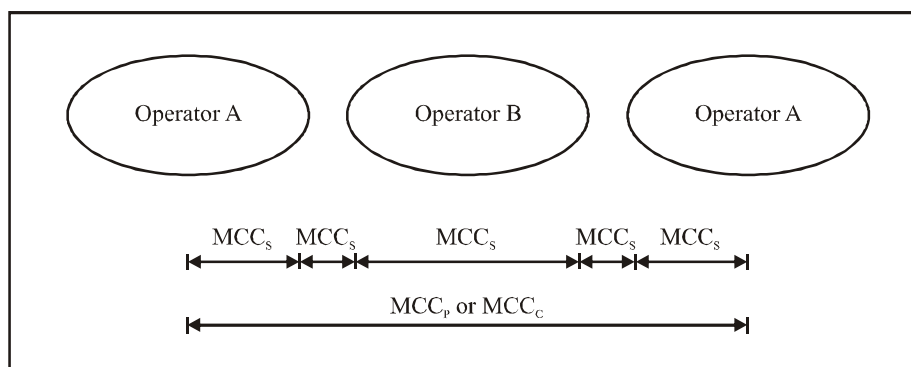 Operator A Operator B Operator A
MCCS MCCS MCCS MCCS MCCS
MCCP or MCCC